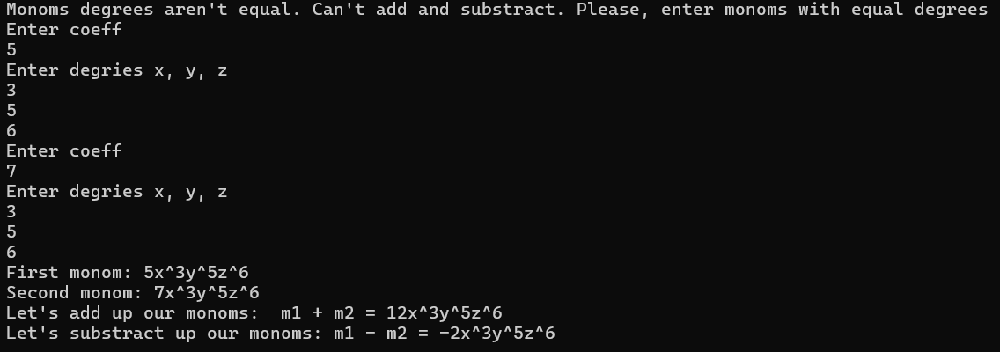 Monoms degrees aren't equal. Can't add and substract. Please, enter monoms with equal degrees
Enter coeff
5
Enter degries x, y, z
3
5
6
Enter coeff
7
Enter degries x, y, z
3
5
6
First monom: 5x^3y^5z^6
Second monom: 7x^3y^5z^6
Let's add up our monoms:  m1 + m2 = 12x^3y^5z^6
Let's substract up our monoms: m1 - m2 = -2x^3y^5z^6